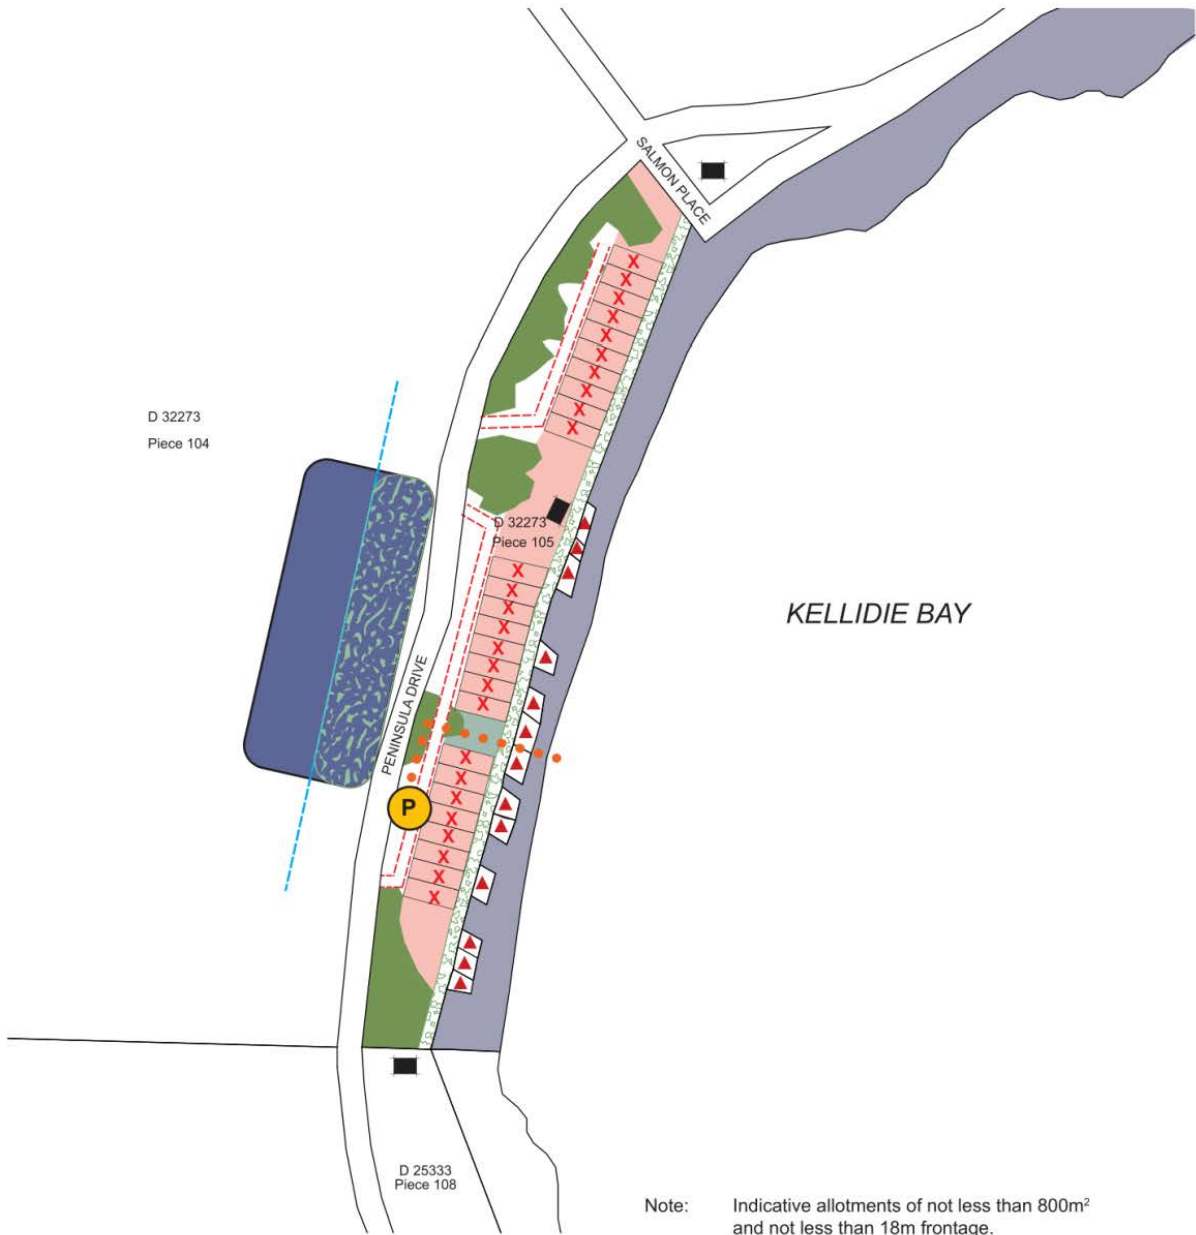 SALMON PLACE
D 32273
Piece 104
D 32273
Piece 105
KELLIDIE BAY
PENINSULA DRIVE
P
D 25333
Piece 108
Note: Indicative allotments of not less than 800m²
and not less than 18m frontage.